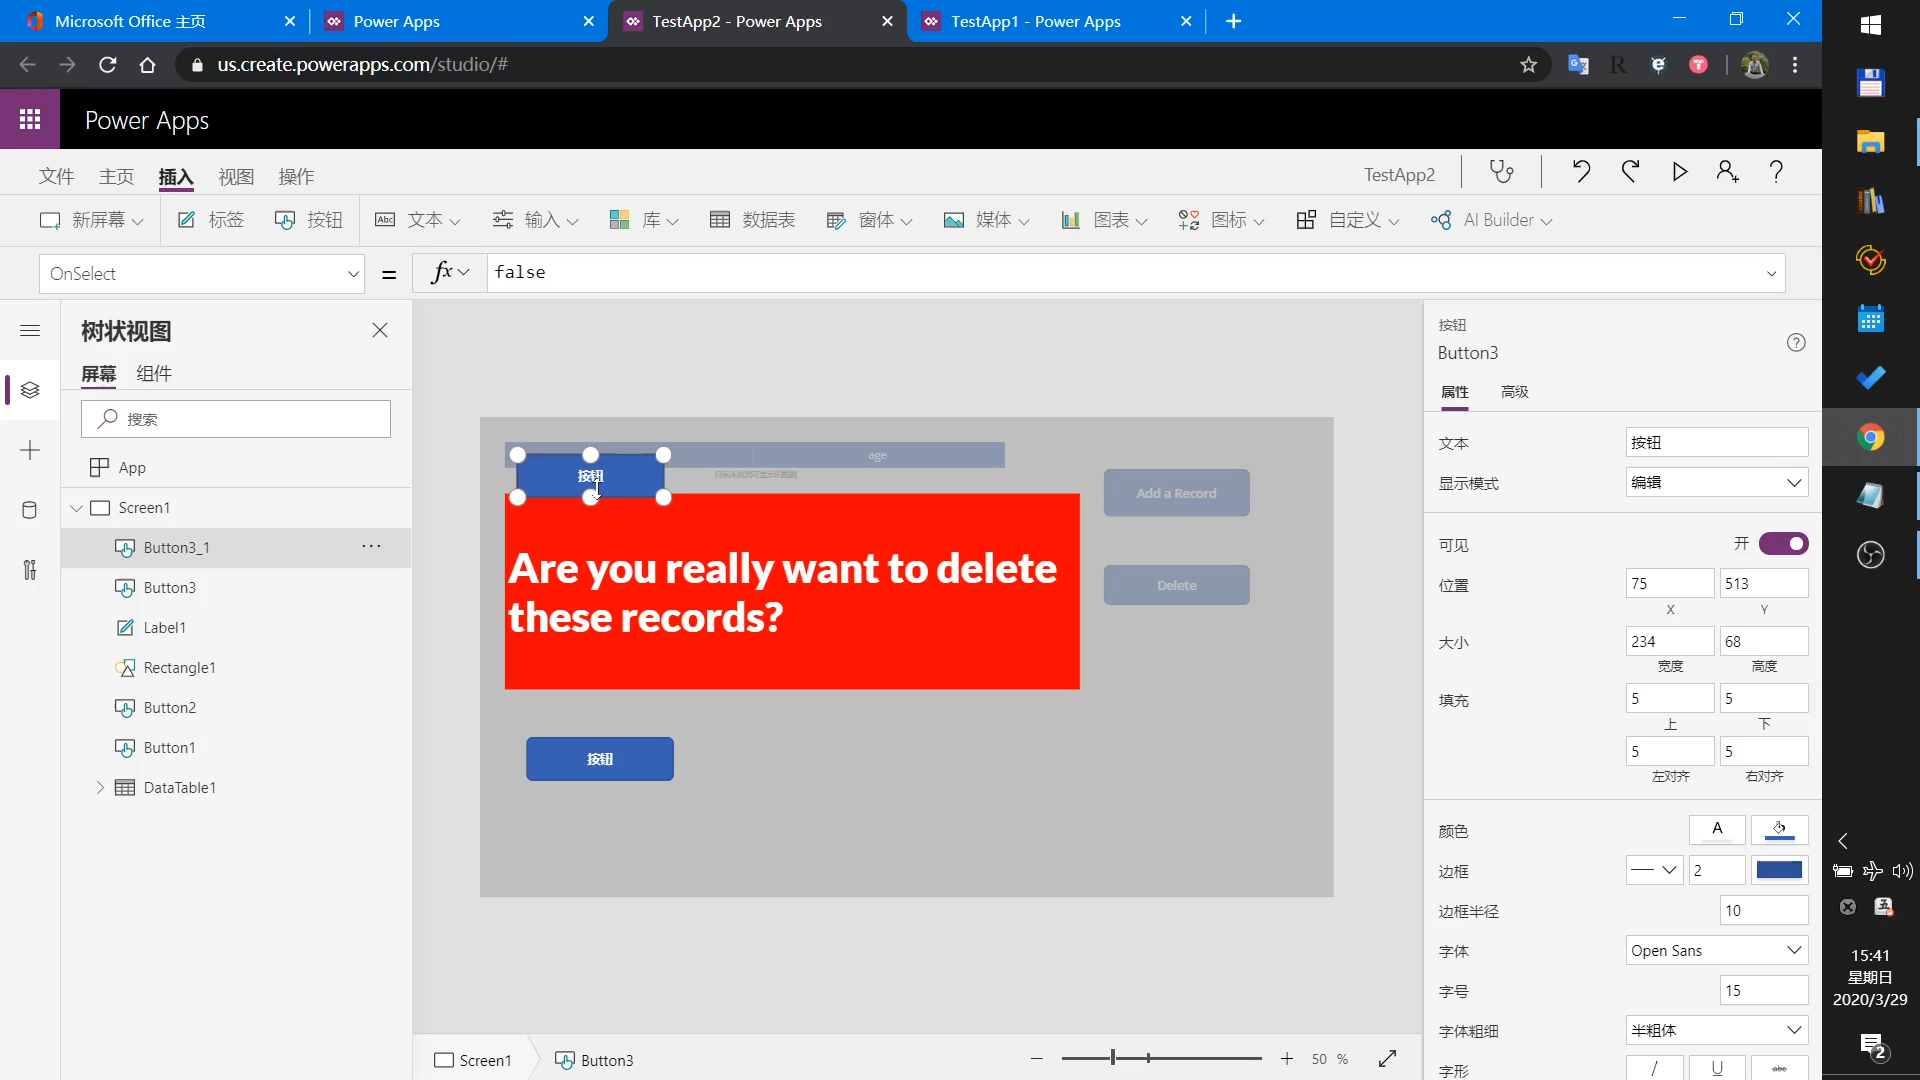 Microsoft Office 主页
Power Apps
TestApp2 - Power Apps
TestApp1 - Power Apps
us.create.powerapps.com/studio/#
Power Apps
文件 主页 插入 视图 操作
TestApp2
新屏幕 标签 按钮 文本 输入 库 数据表 窗体 媒体 图表 图标 自定义 AI Builder
OnSelect = fx false
树状视图
屏幕 组件
搜索
App
Screen1
Button3_1
Button3
Label1
Rectangle1
Button2
Button1
DataTable1
age
按钮
Add a Record
Are you really want to delete
these records?
Delete
按钮
Screen1
Button3
50 %
按钮
Button3
属性 高级
文本 按钮
显示模式 编辑
可见 开
位置 75 513
X Y
大小 234 68
宽度 高度
填充 5 5
上 下
5 5
左对齐 右对齐
颜色 A
边框 2
边框半径 10
字体 Open Sans
字号 15
字体粗细 半粗体
字形 / U abc
15:41
星期日
2020/3/29
2